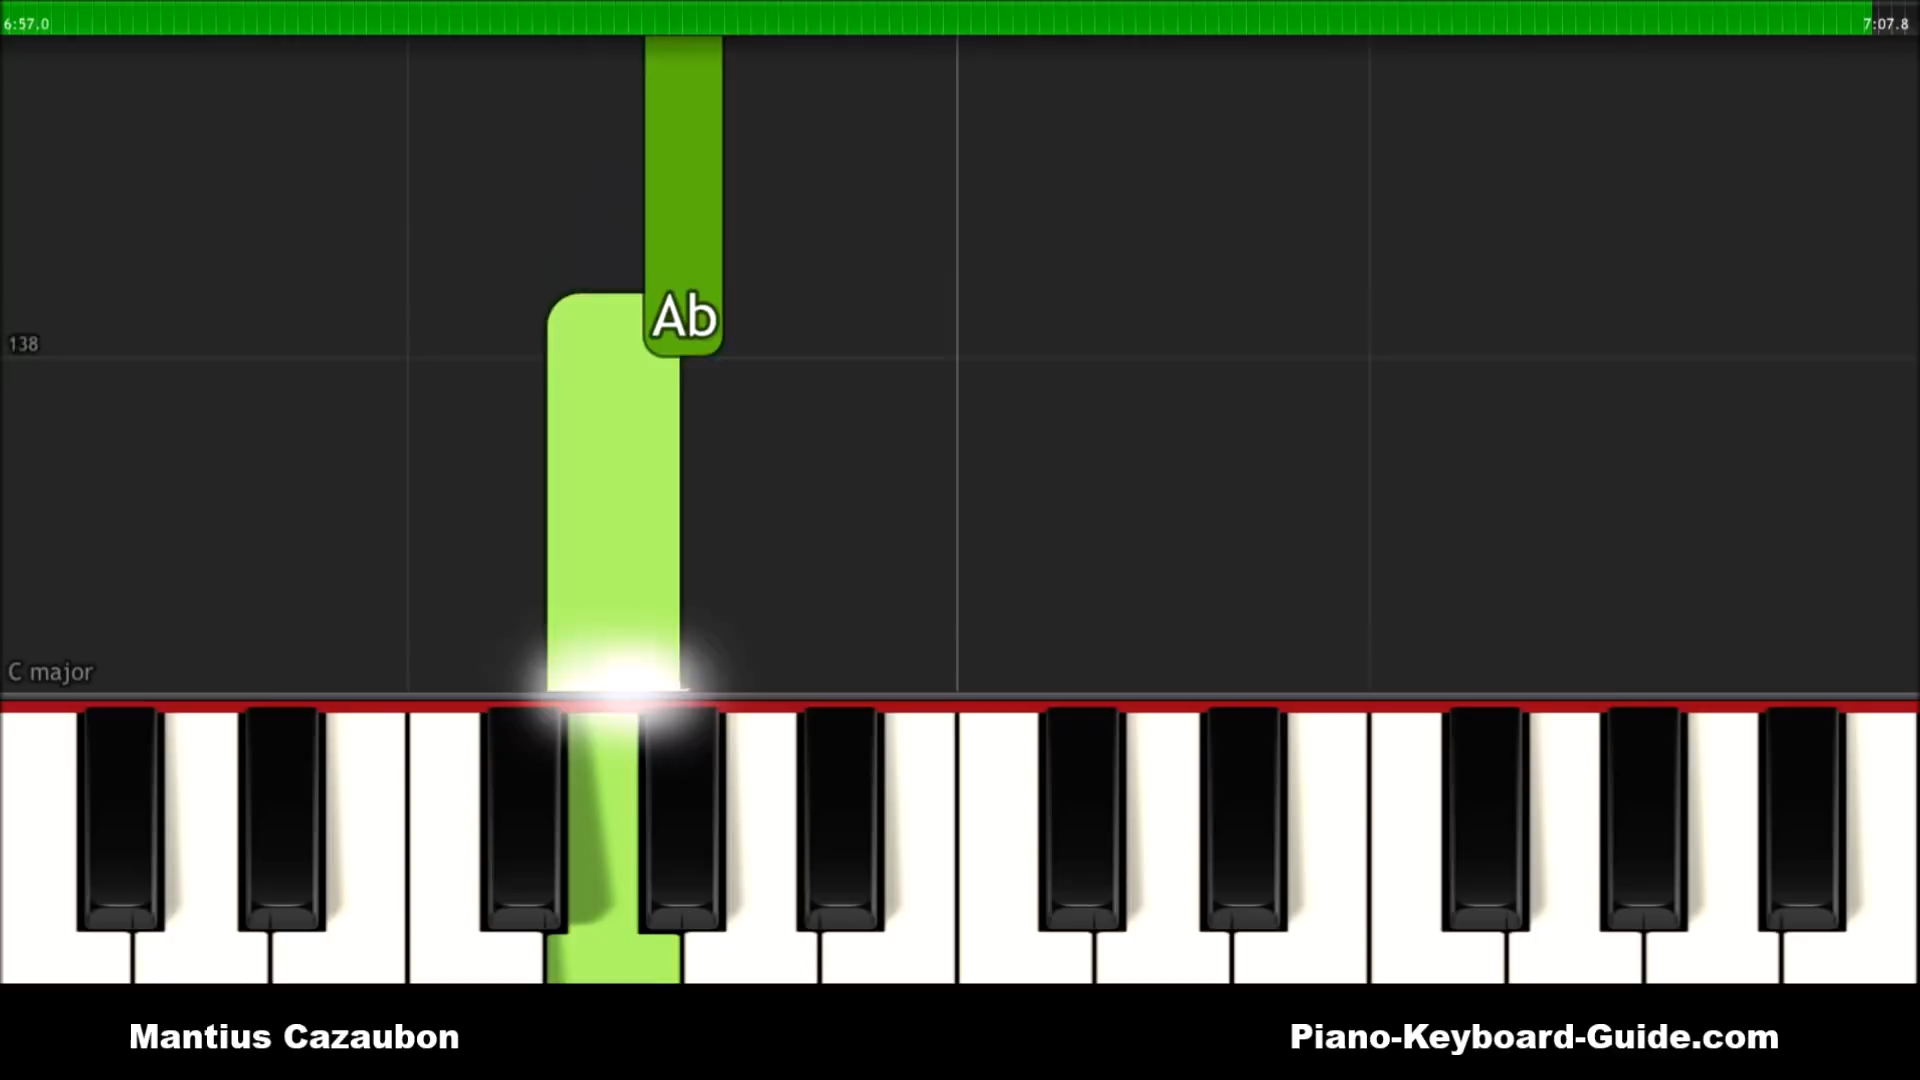 6:57.0
7:07.8
Ab
138
C major
Mantius Cazaubon
Piano-Keyboard-Guide.com